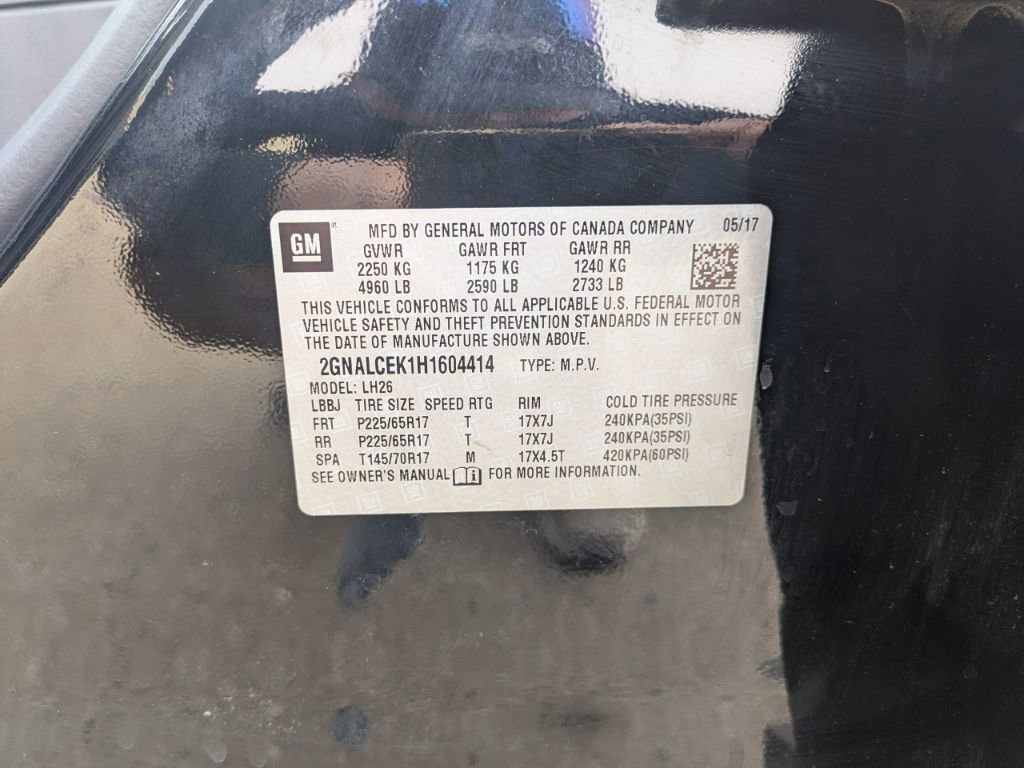 GM
MFD BY GENERAL MOTORS OF CANADA COMPANY 05/17
GVWR GAWR FRT GAWR RR
2250 KG 1175 KG 1240 KG
4960 LB 2590 LB 2733 LB
THIS VEHICLE CONFORMS TO ALL APPLICABLE U.S. FEDERAL MOTOR
VEHICLE SAFETY AND THEFT PREVENTION STANDARDS IN EFFECT ON
THE DATE OF MANUFACTURE SHOWN ABOVE.
2GNALCEK1H1604414 TYPE: M.P.V.
MODEL: LH26
LBBJ TIRE SIZE SPEED RTG RIM COLD TIRE PRESSURE
FRT P225/65R17 T 17X7J 240KPA(35PSI)
RR P225/65R17 T 17X7J 240KPA(35PSI)
SPA T145/70R17 M 17X4.5T 420KPA(60PSI)
SEE OWNER'S MANUAL FOR MORE INFORMATION.